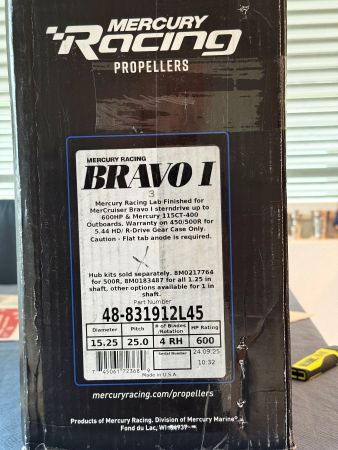 MERCURY
Racing
PROPELLERS
MERCURY RACING
BRAVO I
3
Mercury Racing Lab Finished for
MerCruiser Bravo I sterndrive up to
600HP & Mercury 115CT-400
Outboards. Warranty on 450/500R for
5.44 HD/ R-Drive Gear Case Only.
Caution - Flat tab anode is required.
Hub kits sold separately. 8M0217764
for 500R, 8M0183487 for all 1.25 in
shaft, other options available for 1 in
shaft.
Part Number
48-831912L45
Diameter Pitch # of Blades /Rotation HP Rating
15.25 25.0 4 RH 600
Serial Number 24:09:25
7 45061 72368 10:32
Made in U.S.A.
mercuryracing.com/propellers
Products of Mercury Racing. Division of Mercury Marine®
Fond du Lac, WI 54937